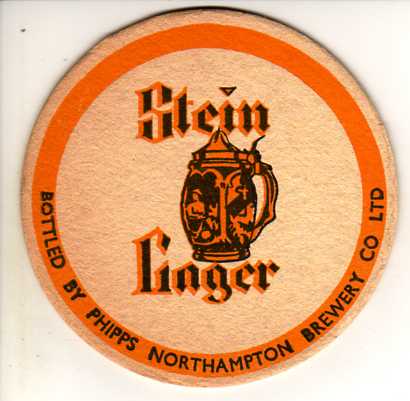 Stein
Lager
BOTTLED BY PHIPPS NORTHAMPTON BREWERY CO LTD